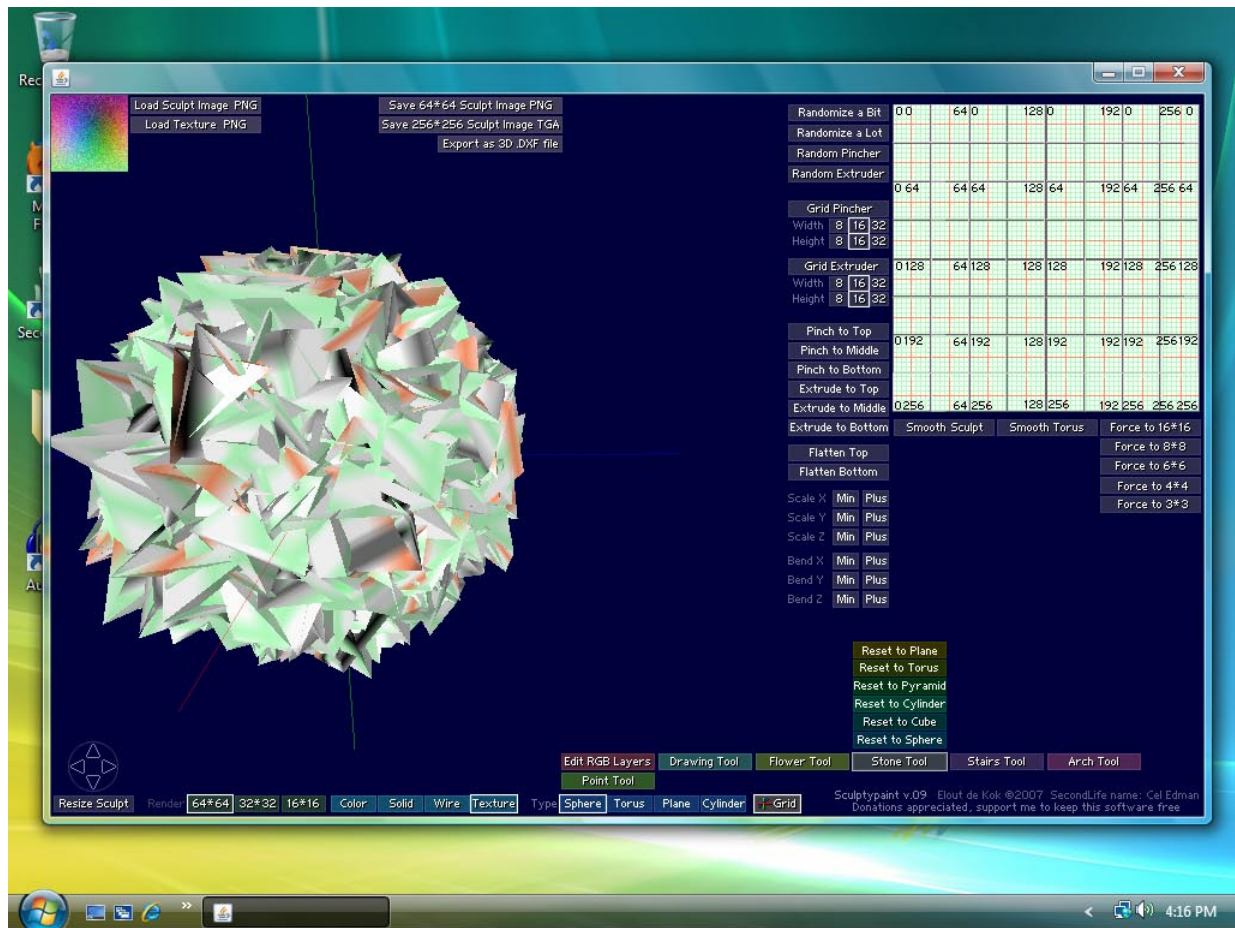 Rec
Load Sculpt Image PNG
Load Texture PNG
Save 64*64 Sculpt Image PNG
Save 256*256 Sculpt Image TGA
Export as 3D .DXF file
M
F
Sec
Au
Randomize a Bit
Randomize a Lot
Random Pincher
Random Extruder
Grid Pincher
Width 8 16 32
Height 8 16 32
Grid Extruder
Width 8 16 32
Height 8 16 32
Pinch to Top
Pinch to Middle
Pinch to Bottom
Extrude to Top
Extrude to Middle
Extrude to Bottom
Flatten Top
Flatten Bottom
Scale X Min Plus
Scale Y Min Plus
Scale Z Min Plus
Bend X Min Plus
Bend Y Min Plus
Bend Z Min Plus
0 0 64 0 128 0 192 0 256 0
0 64 64 64 128 64 192 64 256 64
0 128 64 128 128 128 192 128 256 128
0 192 64 192 128 192 192 192 256 192
0 256 64 256 128 256 192 256 256 256
Smooth Sculpt Smooth Torus Force to 16*16
Force to 8*8
Force to 6*6
Force to 4*4
Force to 3*3
Reset to Plane
Reset to Torus
Reset to Pyramid
Reset to Cylinder
Reset to Cube
Reset to Sphere
Edit RGB Layers Drawing Tool Flower Tool Stone Tool Stairs Tool Arch Tool
Point Tool
Resize Sculpt Render 64*64 32*32 16*16 Color Solid Wire Texture Type Sphere Torus Plane Cylinder Grid
Sculptypaint v.09 Elout de Kok ©2007 SecondLife name: Cel Edman
Donations appreciated, support me to keep this software free
4:16 PM